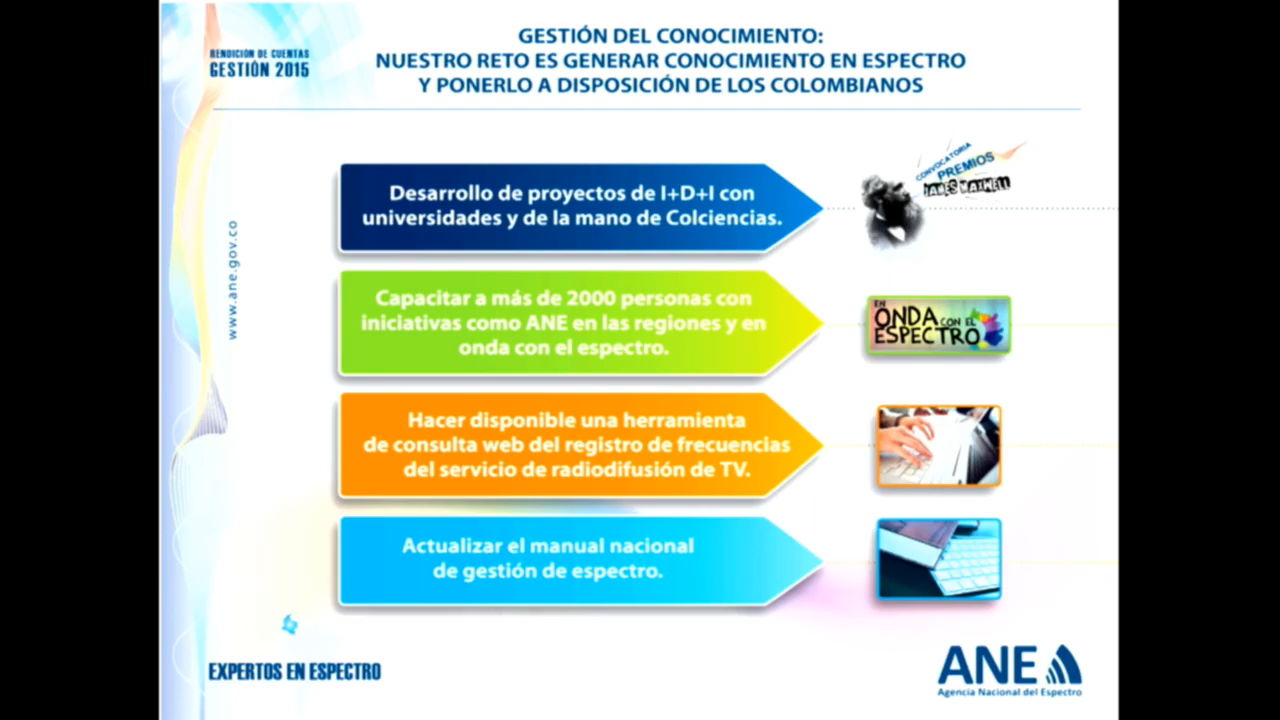 RENDICIÓN DE CUENTAS
GESTIÓN 2015
GESTIÓN DEL CONOCIMIENTO:
NUESTRO RETO ES GENERAR CONOCIMIENTO EN ESPECTRO
Y PONERLO A DISPOSICIÓN DE LOS COLOMBIANOS
www.ane.gov.co
Desarrollo de proyectos de I+D+I con
universidades y de la mano de Colciencias.
CONVOCATORIA
PREMIOS
JAMES MAXWELL
Capacitar a más de 2000 personas con
iniciativas como ANE en las regiones y en
onda con el espectro.
EN
ONDA CON EL
ESPECTRO
Hacer disponible una herramienta
de consulta web del registro de frecuencias
del servicio de radiodifusión de TV.
Actualizar el manual nacional
de gestión de espectro.
EXPERTOS EN ESPECTRO
ANE
Agencia Nacional del Espectro